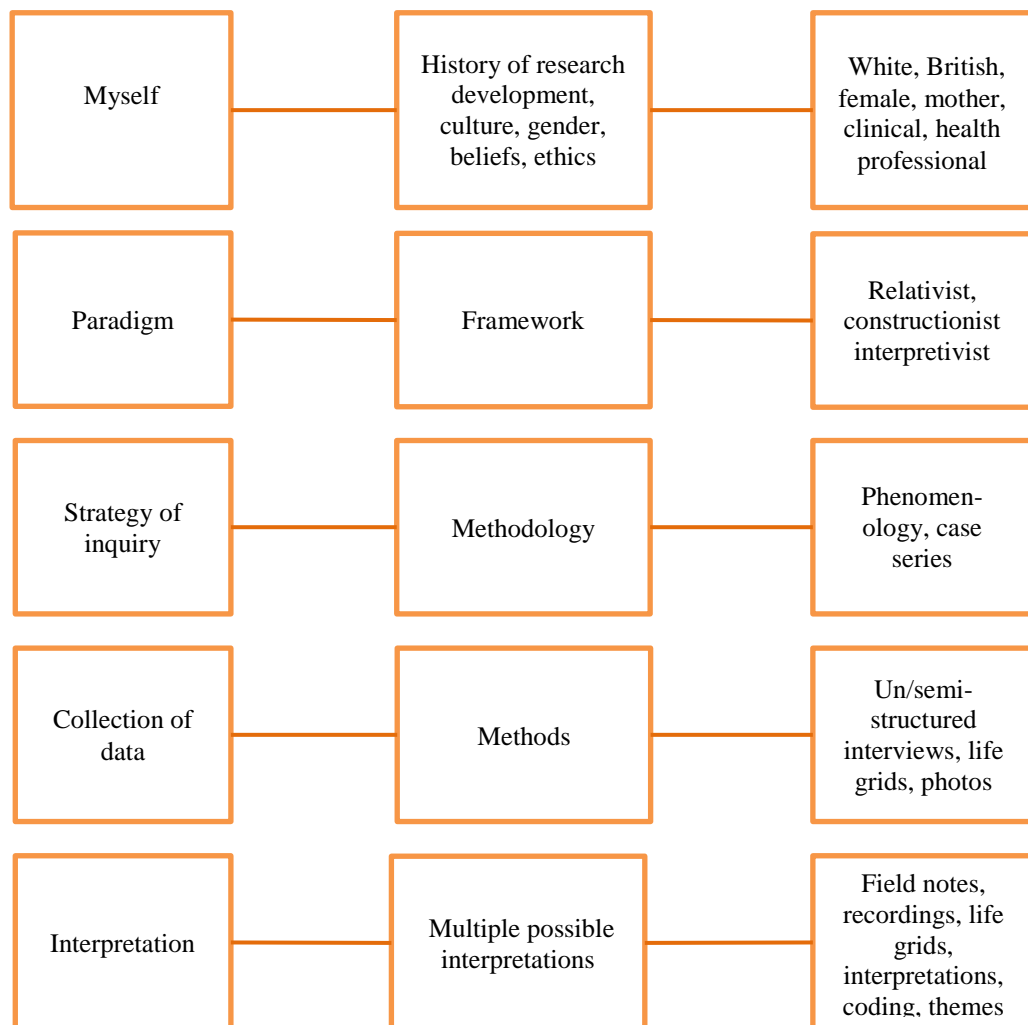 Myself
History of research
development,
culture, gender,
beliefs, ethics
White, British,
female, mother,
clinical, health
professional
Paradigm
Framework
Relativist,
constructionist
interpretivist
Strategy of
inquiry
Methodology
Phenomen-
ology, case
series
Collection of
data
Methods
Un/semi-
structured
interviews, life
grids, photos
Interpretation
Multiple possible
interpretations
Field notes,
recordings, life
grids,
interpretations,
coding, themes